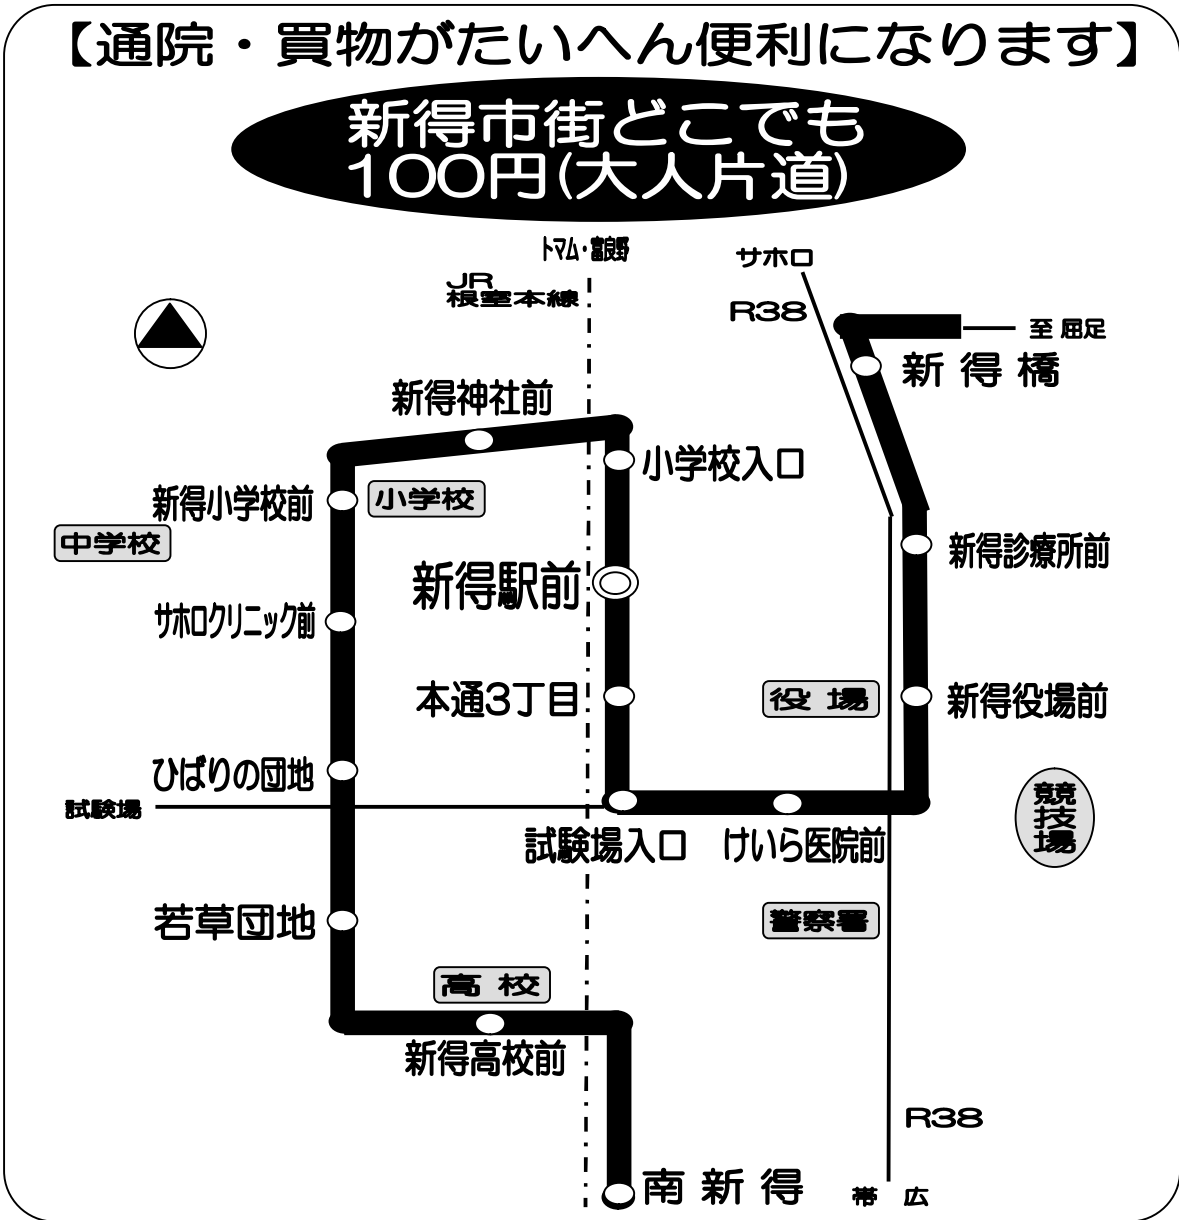 【通院・買物がたいへん便利になります】
新得市街どこでも
100円(大人片道)
トマム・富良野
サホロ
JR
根室本線
R38
至 屈足
新 得 橋
新得神社前
小学校入口
新得小学校前
小学校
中学校
新得診療所前
新得駅前
サホロクリニック前
本通3丁目
役 場
新得役場前
ひばりの団地
試験場
競技場
試験場入口
けいら医院前
若草団地
警察署
高 校
新得高校前
R38
南 新 得
帯 広